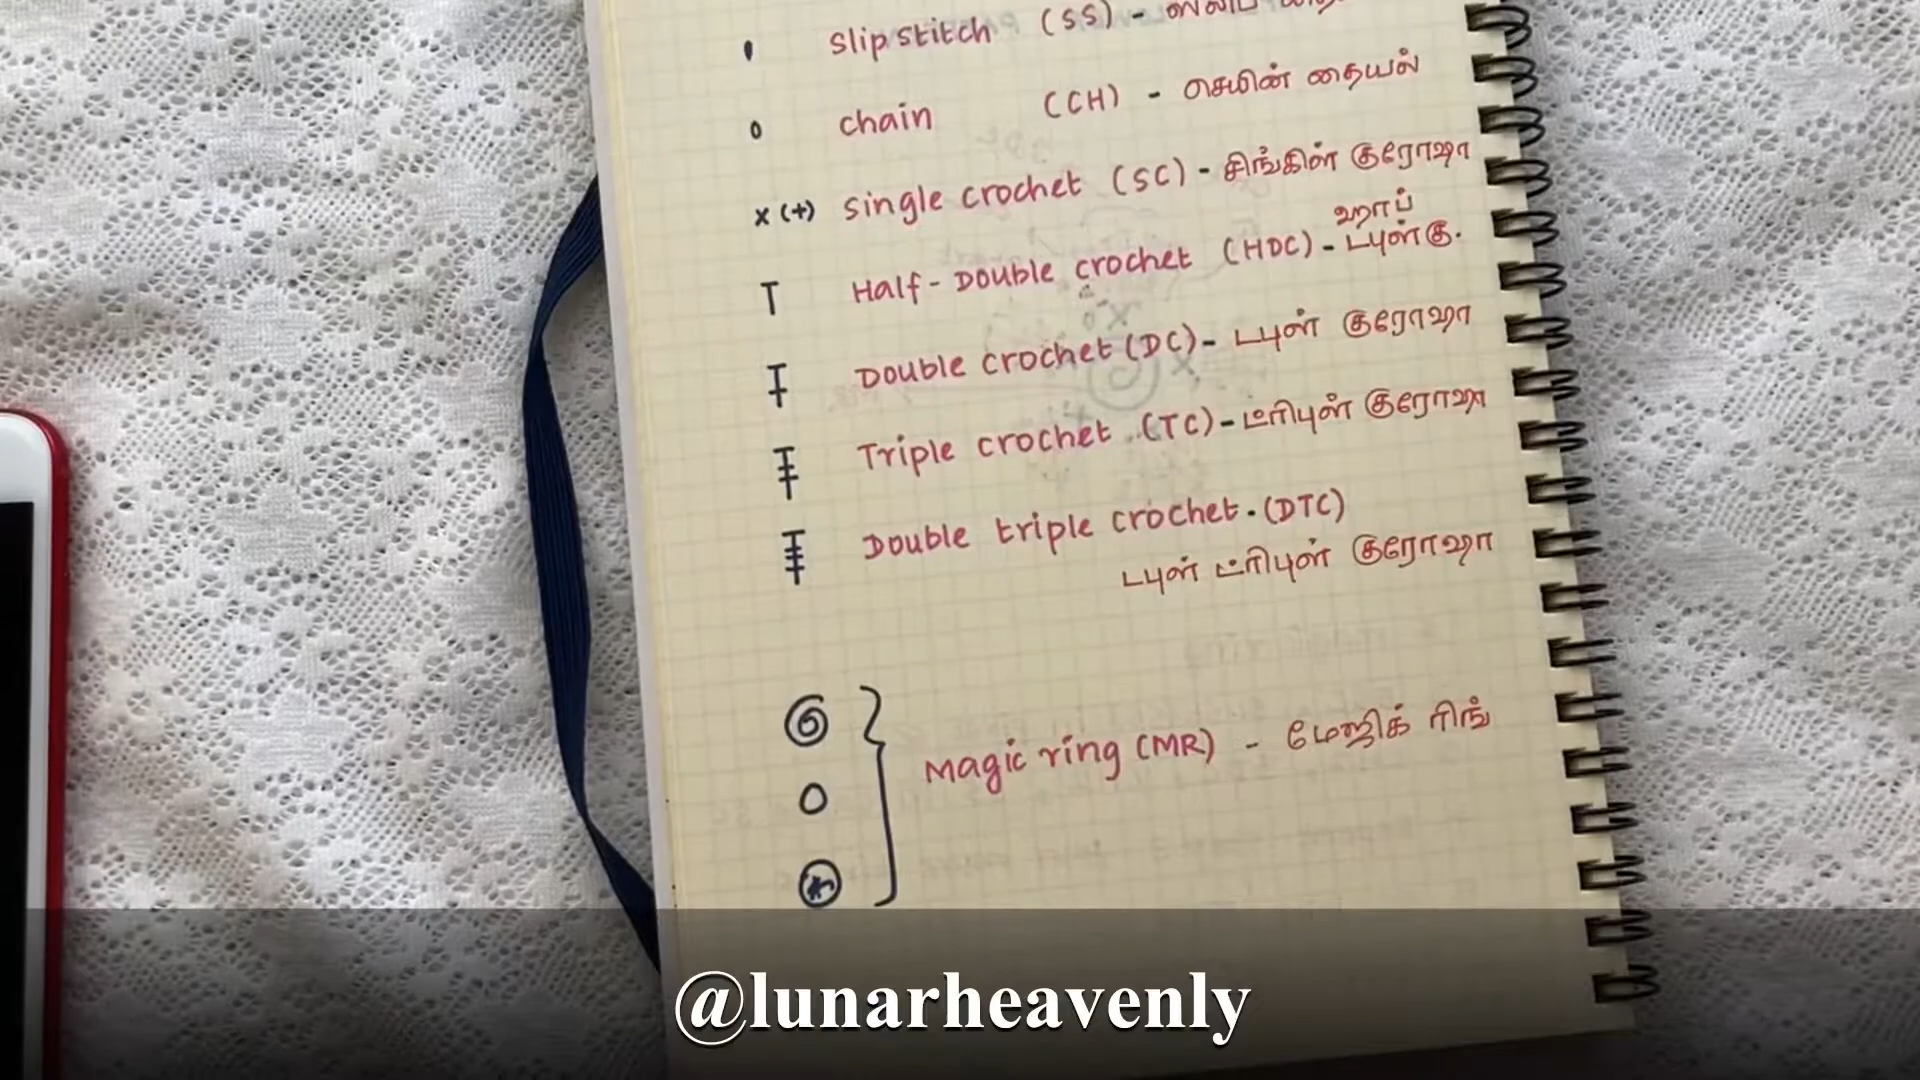 slip stitch (SS) - ஸ்லிப்
chain (CH) - செயின் தையல்
x (+) single crochet (SC) - சிங்கிள் குரோஷா
T Half-Double crochet (HDC) - ஹாப் டபுள் கு.
Double crochet (DC) - டபுள் குரோஷா
Triple crochet (TC) - ட்ரிபுள் குரோஷா
Double triple crochet. (DTC)
டபுள் ட்ரிபுள் குரோஷா
Magic ring (MR) - மேஜிக் ரிங்
@lunarheavenly